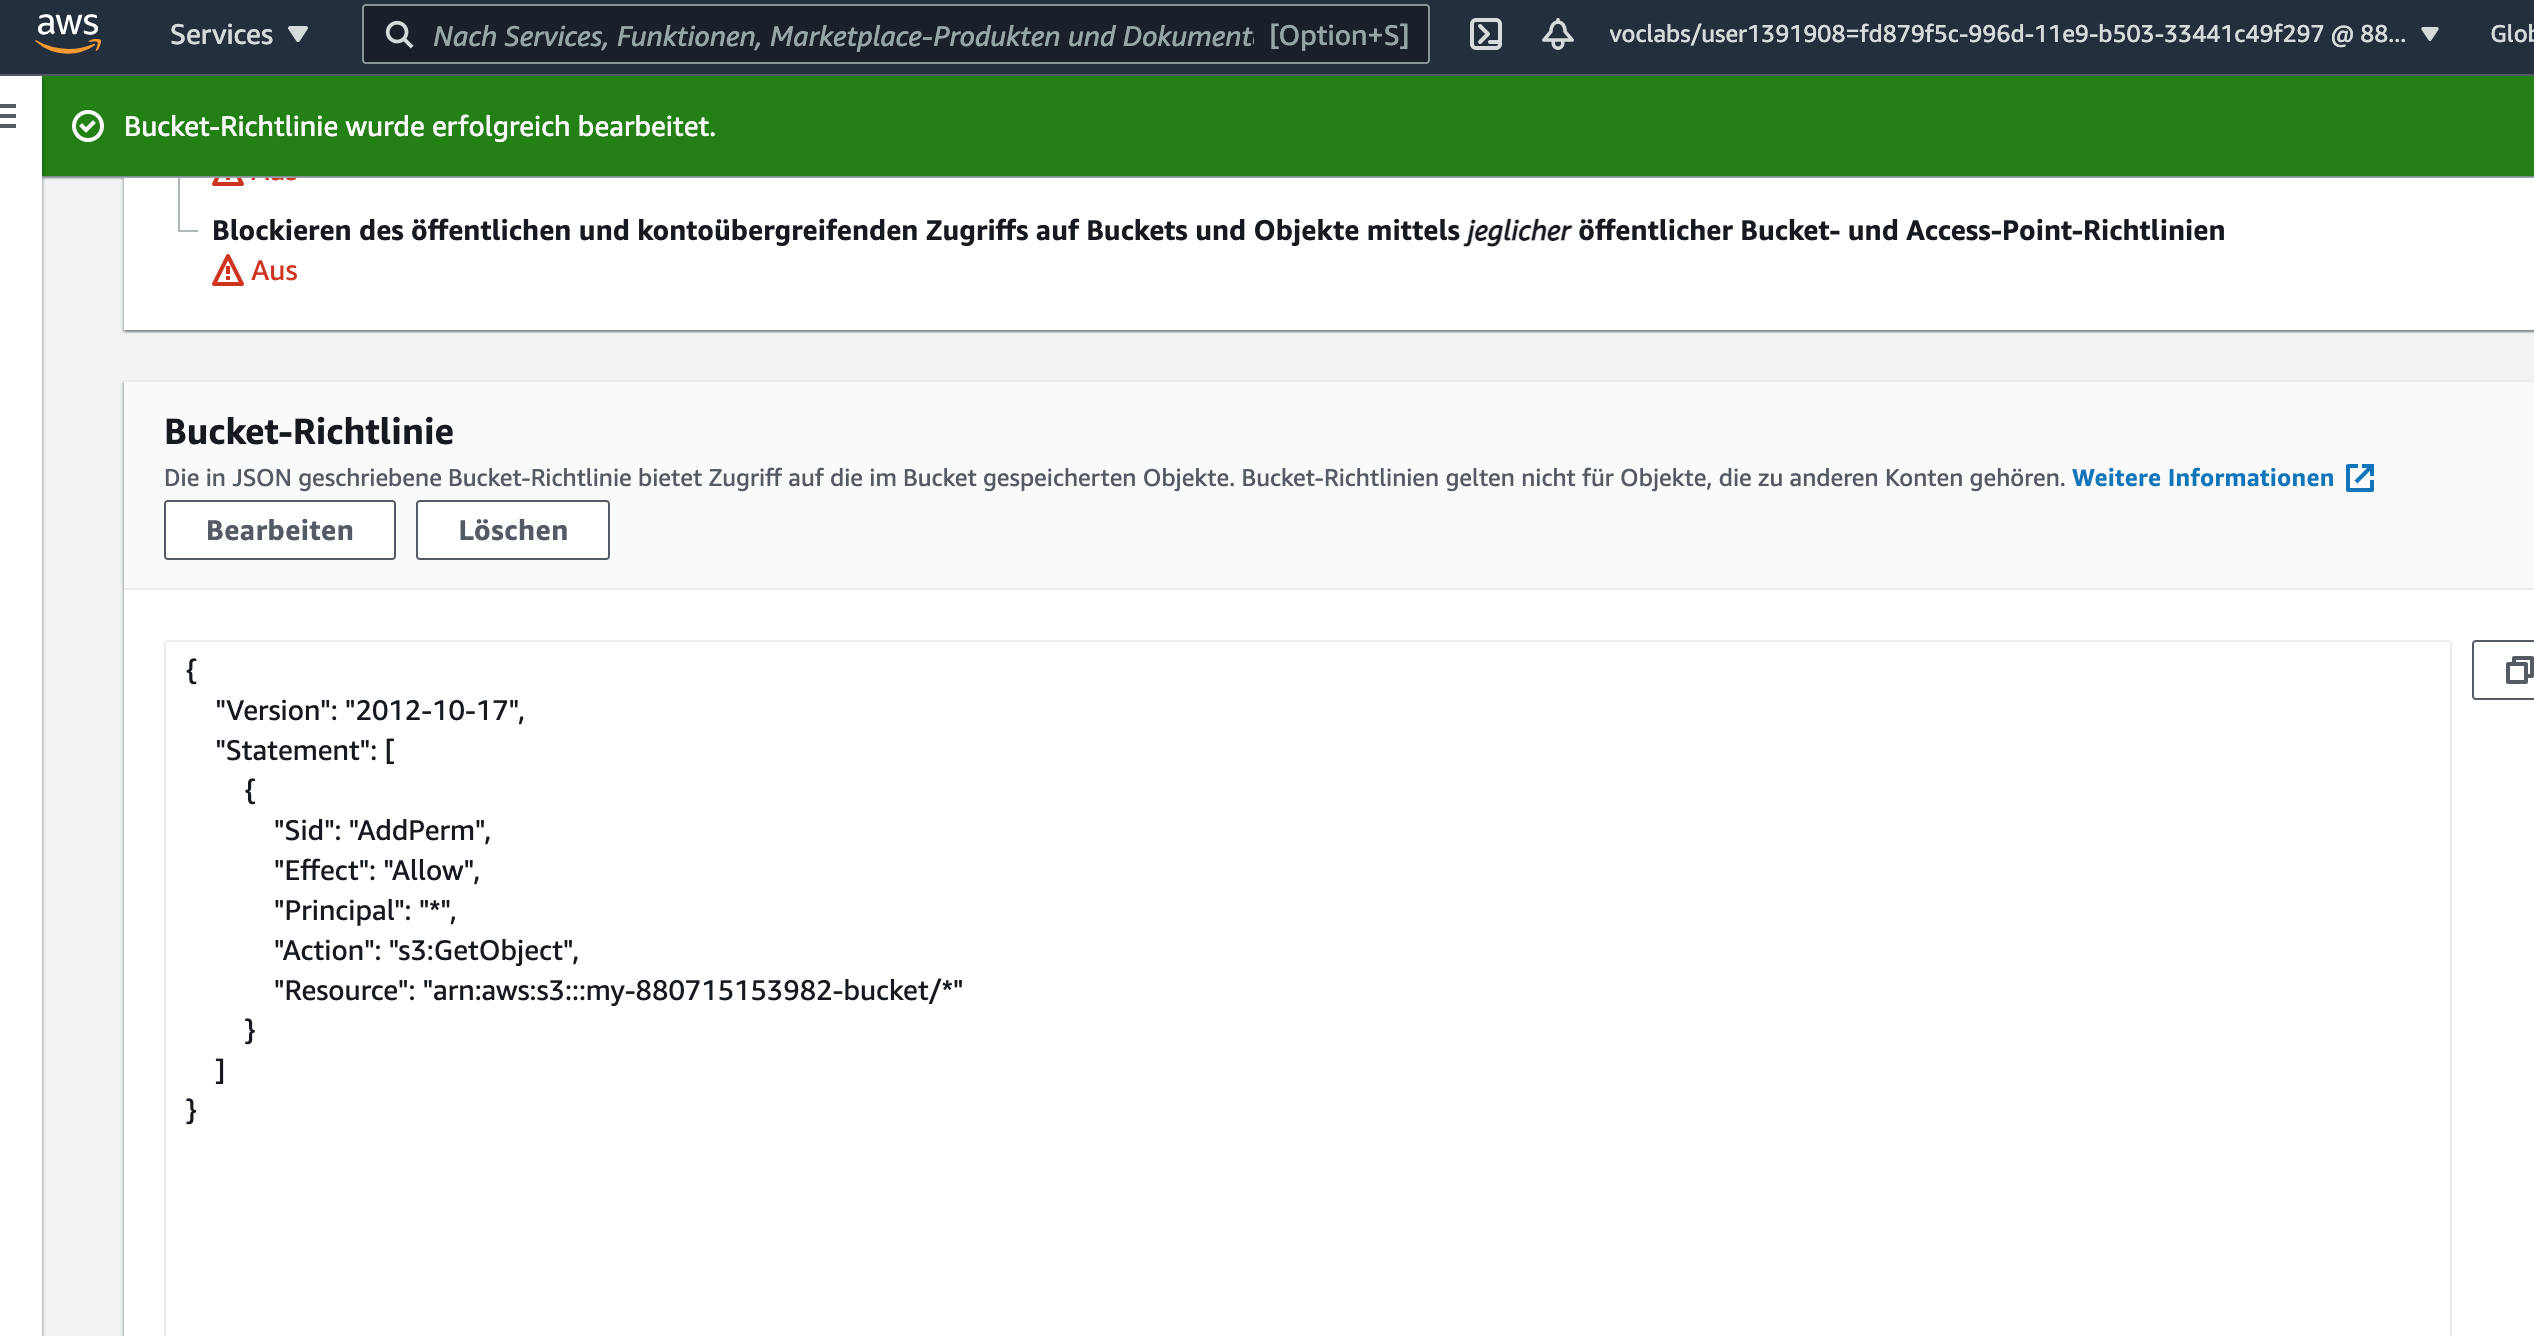 aws
Services
Nach Services, Funktionen, Marketplace-Produkten und Dokument [Option+S]
voclabs/user1391908=fd879f5c-996d-11e9-b503-33441c49f297 @ 88...
Glob
Bucket-Richtlinie wurde erfolgreich bearbeitet.
Aus
Blockieren des öffentlichen und kontoübergreifenden Zugriffs auf Buckets und Objekte mittels jeglicher öffentlicher Bucket- und Access-Point-Richtlinien
Aus
Bucket-Richtlinie
Die in JSON geschriebene Bucket-Richtlinie bietet Zugriff auf die im Bucket gespeicherten Objekte. Bucket-Richtlinien gelten nicht für Objekte, die zu anderen Konten gehören. Weitere Informationen
Bearbeiten
Löschen
{
"Version": "2012-10-17",
"Statement": [
{
"Sid": "AddPerm",
"Effect": "Allow",
"Principal": "*",
"Action": "s3:GetObject",
"Resource": "arn:aws:s3:::my-880715153982-bucket/*"
}
]
}